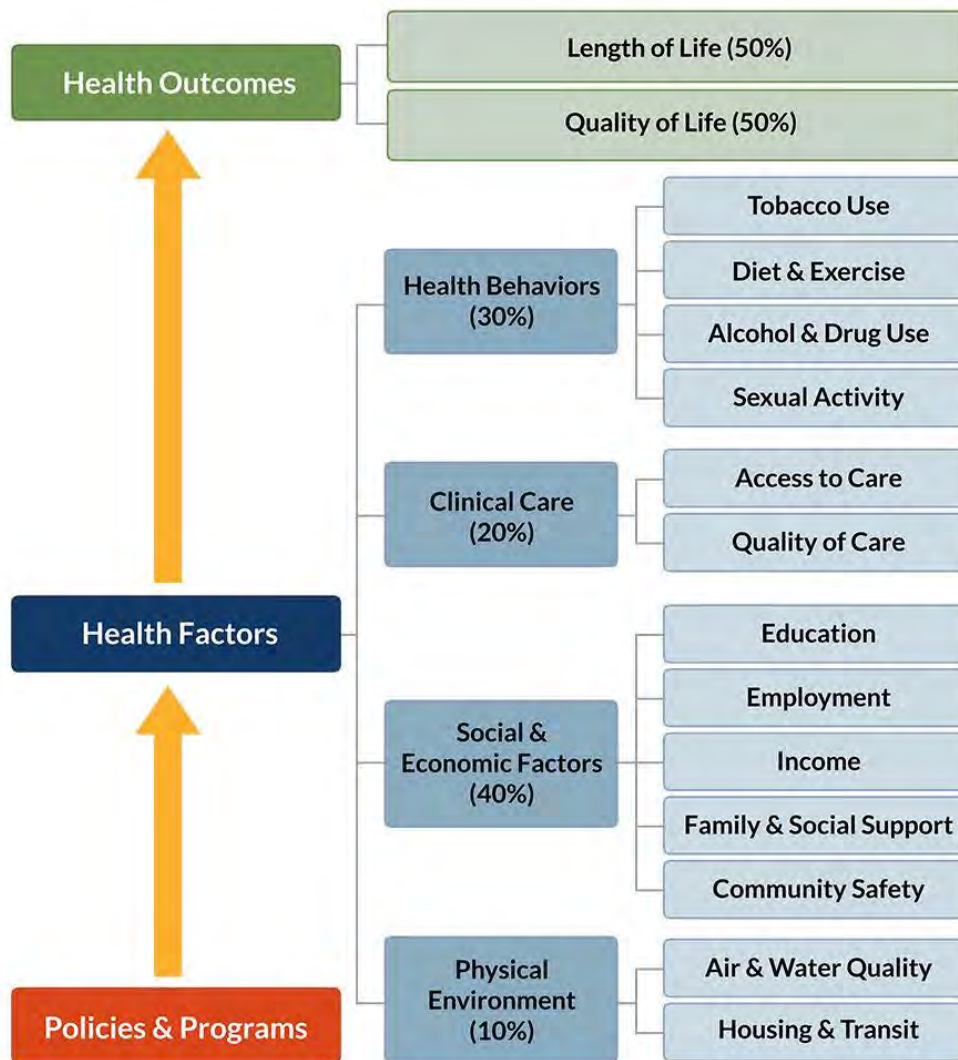 Health Outcomes
Length of Life (50%)
Quality of Life (50%)
Health Factors
Health Behaviors
(30%)
Tobacco Use
Diet & Exercise
Alcohol & Drug Use
Sexual Activity
Clinical Care
(20%)
Access to Care
Quality of Care
Social &
Economic Factors
(40%)
Education
Employment
Income
Family & Social Support
Community Safety
Physical
Environment
(10%)
Air & Water Quality
Housing & Transit
Policies & Programs